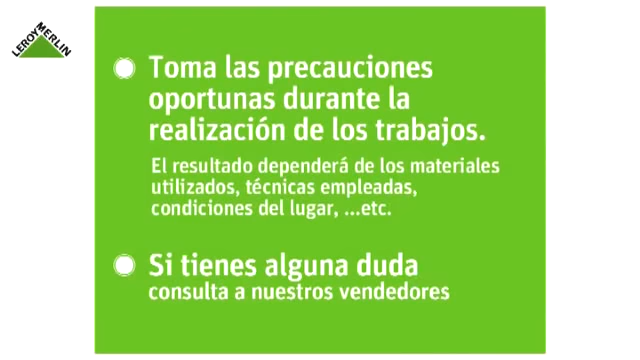 LEROY MERLIN
Toma las precauciones
oportunas durante la
realización de los trabajos.
El resultado dependerá de los materiales
utilizados, técnicas empleadas,
condiciones del lugar, ...etc.
Si tienes alguna duda
consulta a nuestros vendedores